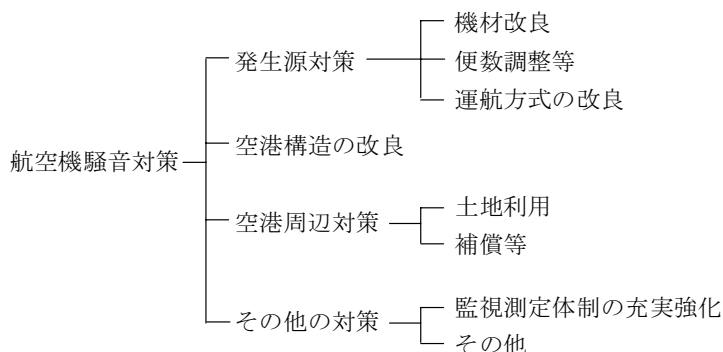 航空機騒音対策
発生源対策
機材改良
便数調整等
運航方式の改良
空港構造の改良
空港周辺対策
土地利用
補償等
その他の対策
監視測定体制の充実強化
その他